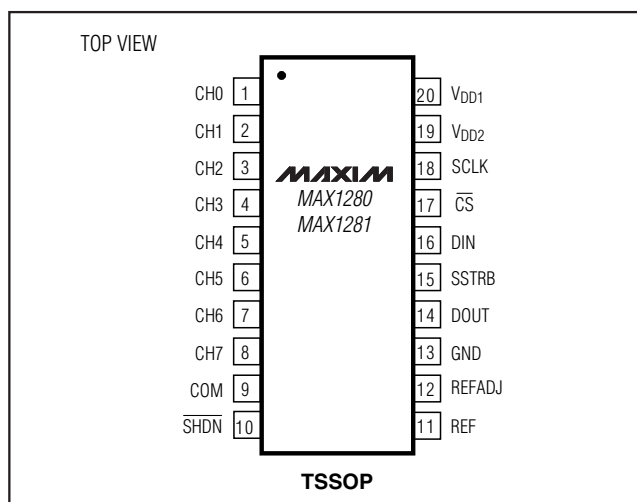 TOP VIEW
CH0 1
CH1 2
CH2 3
CH3 4
CH4 5
CH5 6
CH6 7
CH7 8
COM 9
SHDN 10
MAXIM
MAX1280
MAX1281
20 VDD1
19 VDD2
18 SCLK
17 CS
16 DIN
15 SSTRB
14 DOUT
13 GND
12 REFADJ
11 REF
TSSOP